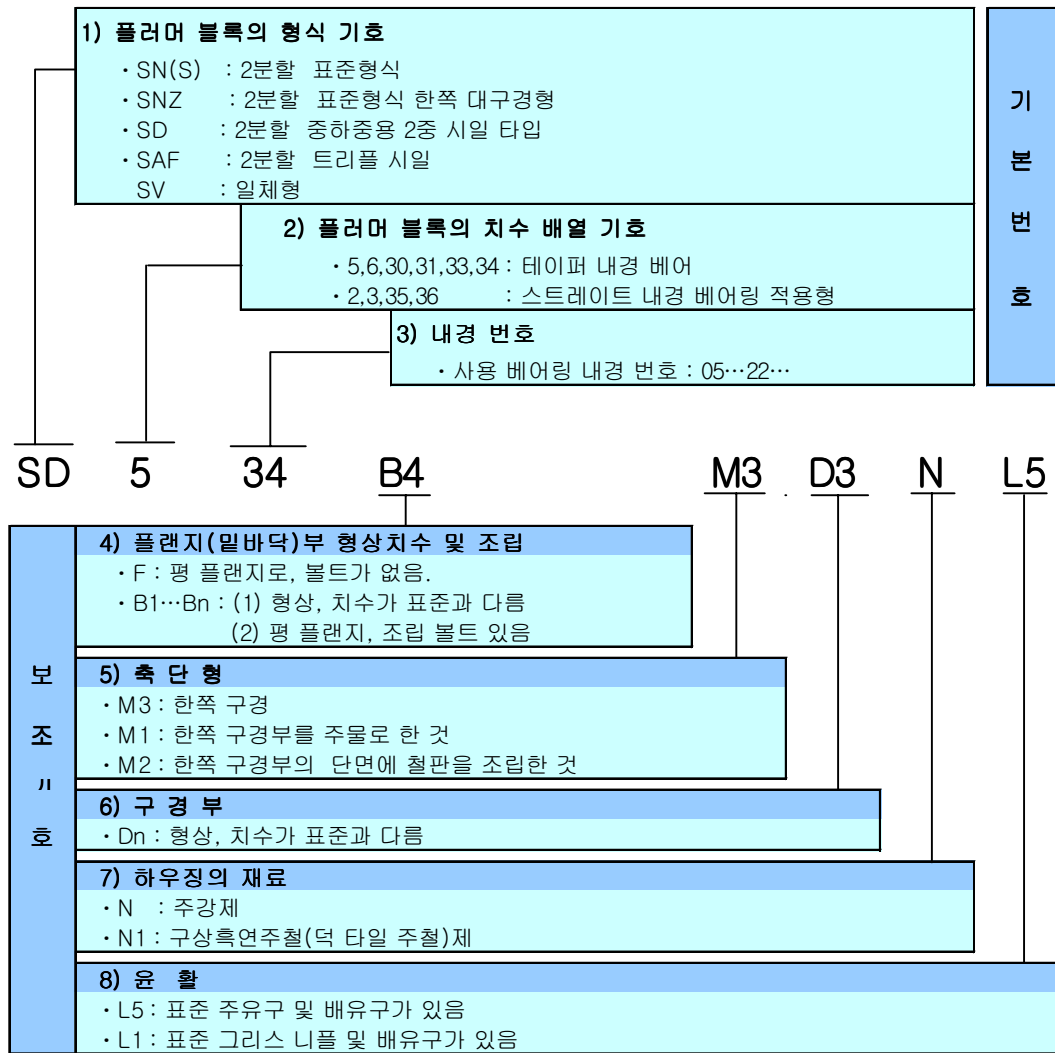 1) 플러머 블록의 형식 기호
・SN(S) : 2분할 표준형식
・SNZ : 2분할 표준형식 한쪽 대구경형
・SD : 2분할 중하중용 2중 시일 타입
・SAF : 2분할 트리플 시일
SV : 일체형
2) 플러머 블록의 치수 배열 기호
・5,6,30,31,33,34 : 테이퍼 내경 베어
・2,3,35,36 : 스트레이트 내경 베어링 적용형
3) 내경 번호
・사용 베어링 내경 번호 : 05…22…
기
본
번
호
SD 5 34 B4 M3 . D3 N L5
4) 플랜지(밑바닥)부 형상치수 및 조립
・F : 평 플랜지로, 볼트가 없음.
・B1…Bn : (1) 형상, 치수가 표준과 다름
(2) 평 플랜지, 조립 볼트 있음
5) 축 단 형
・M3 : 한쪽 구경
・M1 : 한쪽 구경부를 주물로 한 것
・M2 : 한쪽 구경부의 단면에 철판을 조립한 것
6) 구 경 부
・Dn : 형상, 치수가 표준과 다름
7) 하우징의 재료
・N : 주강제
・N1 : 구상흑연주철(덕 타일 주철)제
8) 윤 활
・L5 : 표준 주유구 및 배유구가 있음
・L1 : 표준 그리스 니플 및 배유구가 있음
보
조
호